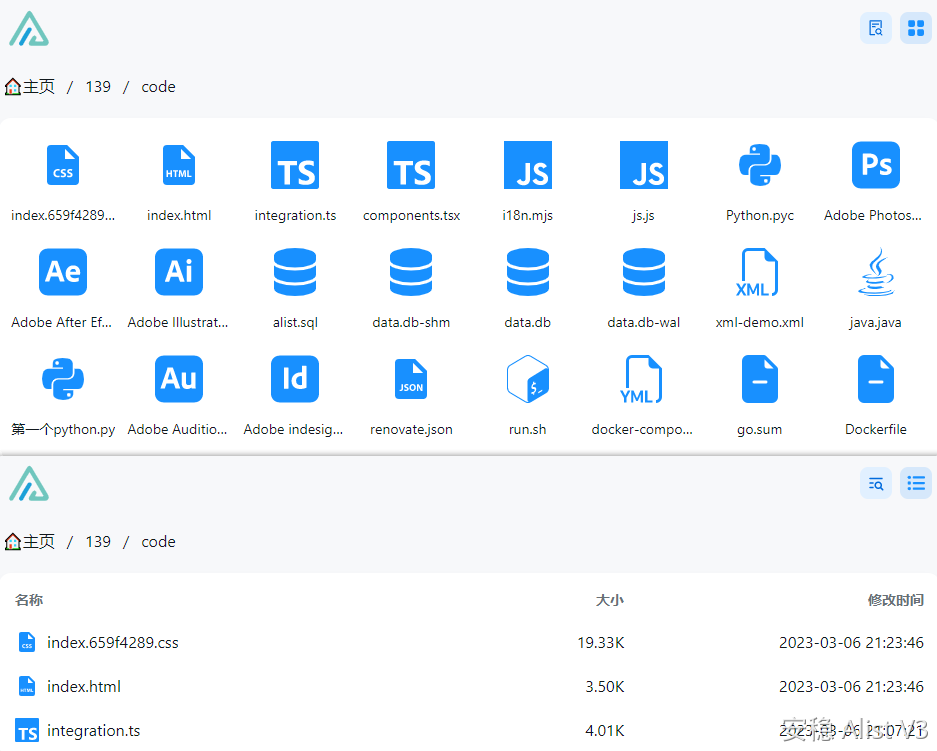 主页 / 139 / code
CSS HTML TS TS JS JS Ps
index.659f4289... index.html integration.ts components.tsx i18n.mjs js.js Python.pyc Adobe Photos...
Ae Ai XML
Adobe After Ef... Adobe Illustrat... alist.sql data.db-shm data.db data.db-wal xml-demo.xml java.java
Au Id JSON $_ YML
第一个python.py Adobe Auditio... Adobe indesig... renovate.json run.sh docker-compo... go.sum Dockerfile
主页 / 139 / code
名称 大小 修改时间
CSS index.659f4289.css 19.33K 2023-03-06 21:23:46
HTML index.html 3.50K 2023-03-06 21:23:46
TS integration.ts 4.01K 2023-03-06 21:07:21
安稳 Alist V3